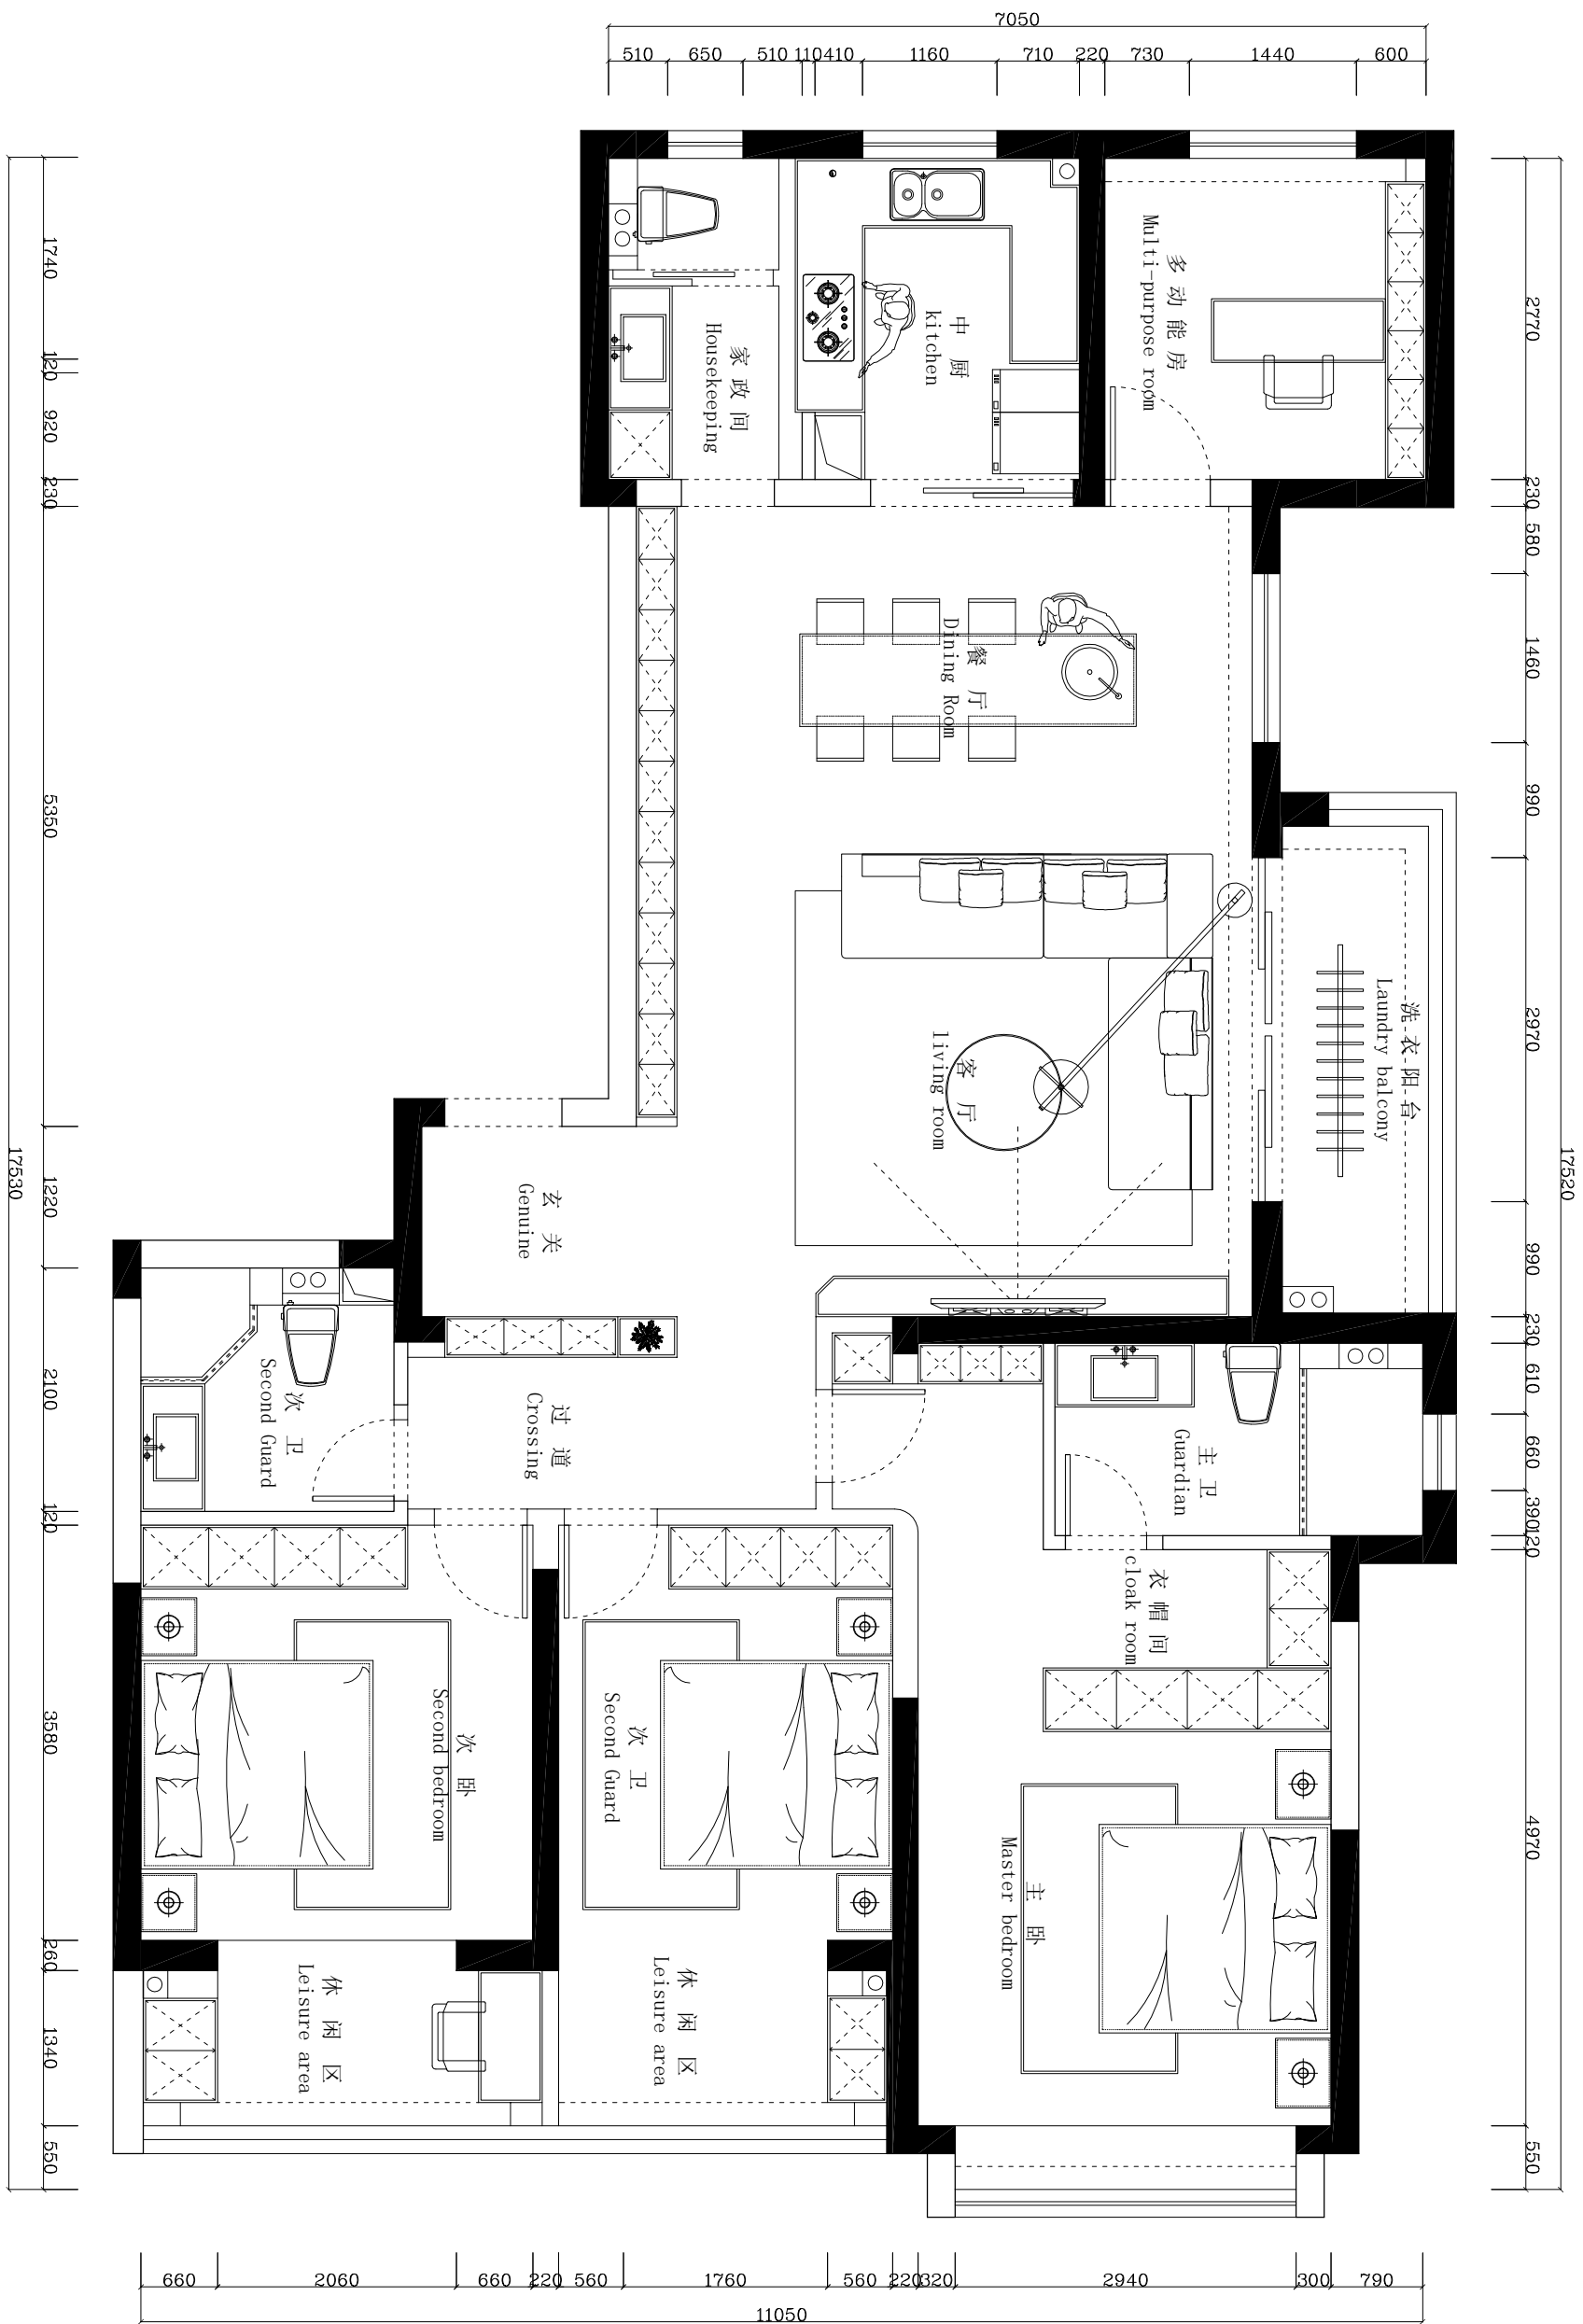 7050
510 650 510 110 410 1160 710 220 730 1440 600
17530
1740
120
920
230
5350
1220
2100
120
3580
260
1340
550
17520
2770
230
580
1460
990
2970
990
230
610
660
390
120
4970
550
多动能房
Multi-purpose room
中厨
kitchen
家政间
Housekeeping
餐厅
Dining Room
洗衣阳台
Laundry balcony
客厅
living room
玄关
Genuine
次卫
Second Guard
过道
Crossing
主卫
Guardian
衣帽间
cloak room
次卧
Second bedroom
次卫
Second Guard
主卧
Master bedroom
休闲区
Leisure area
休闲区
Leisure area
660 2060 660 220 560 1760 560 220 320 2940 300 790
11050